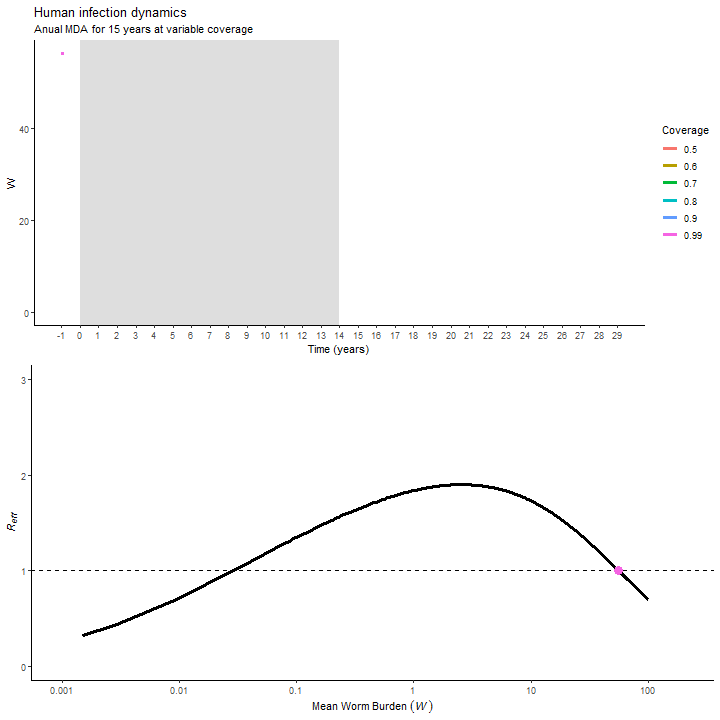 Human infection dynamics
Anual MDA for 15 years at variable coverage
W
40
20
0
-1 0 1 2 3 4 5 6 7 8 9 10 11 12 13 14 15 16 17 18 19 20 21 22 23 24 25 26 27 28 29
Time (years)
Coverage
0.5
0.6
0.7
0.8
0.9
0.99
R_eff
3
2
1
0
0.001 0.01 0.1 1 10 100
Mean Worm Burden (W)